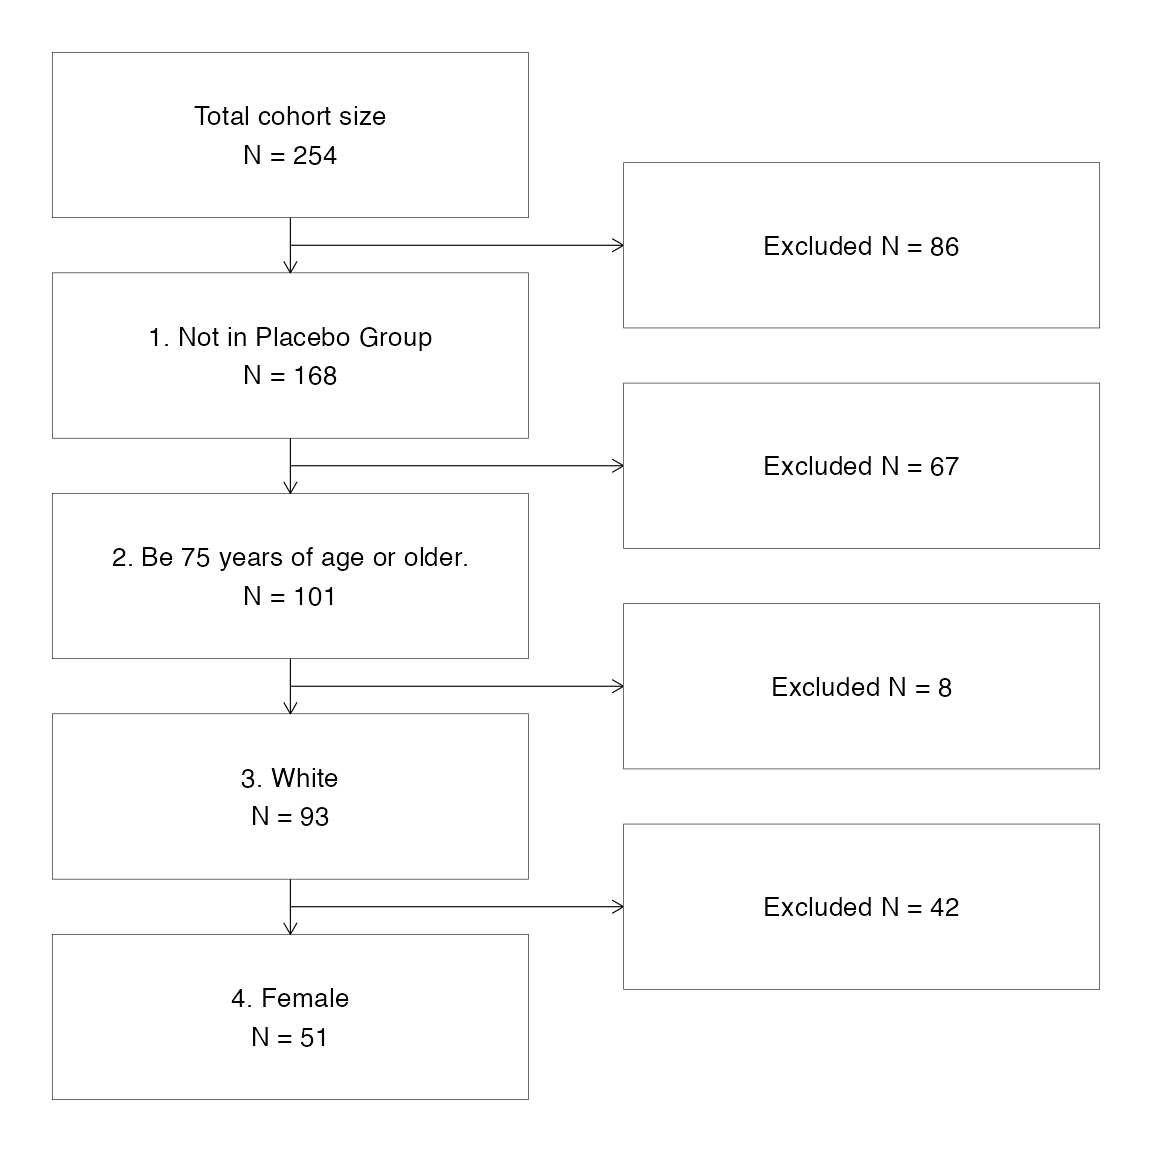 Total cohort size
N = 254
Excluded N = 86
1. Not in Placebo Group
N = 168
Excluded N = 67
2. Be 75 years of age or older.
N = 101
Excluded N = 8
3. White
N = 93
Excluded N = 42
4. Female
N = 51